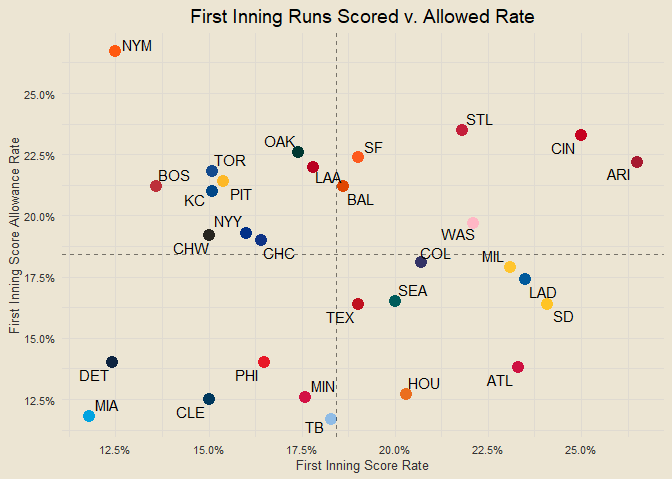 First Inning Runs Scored v. Allowed Rate
NYM
25.0%
STL
OAK
SF
CIN
22.5%
TOR
BOS
LAA
ARI
KC
PIT
BAL
20.0%
NYY
WAS
CHW
CHC
COL
MIL
17.5%
SEA
LAD
TEX
SD
15.0%
DET
PHI
ATL
MIN
HOU
12.5%
MIA
CLE
TB
12.5%
15.0%
17.5%
20.0%
22.5%
25.0%
First Inning Score Rate
First Inning Score Allowance Rate